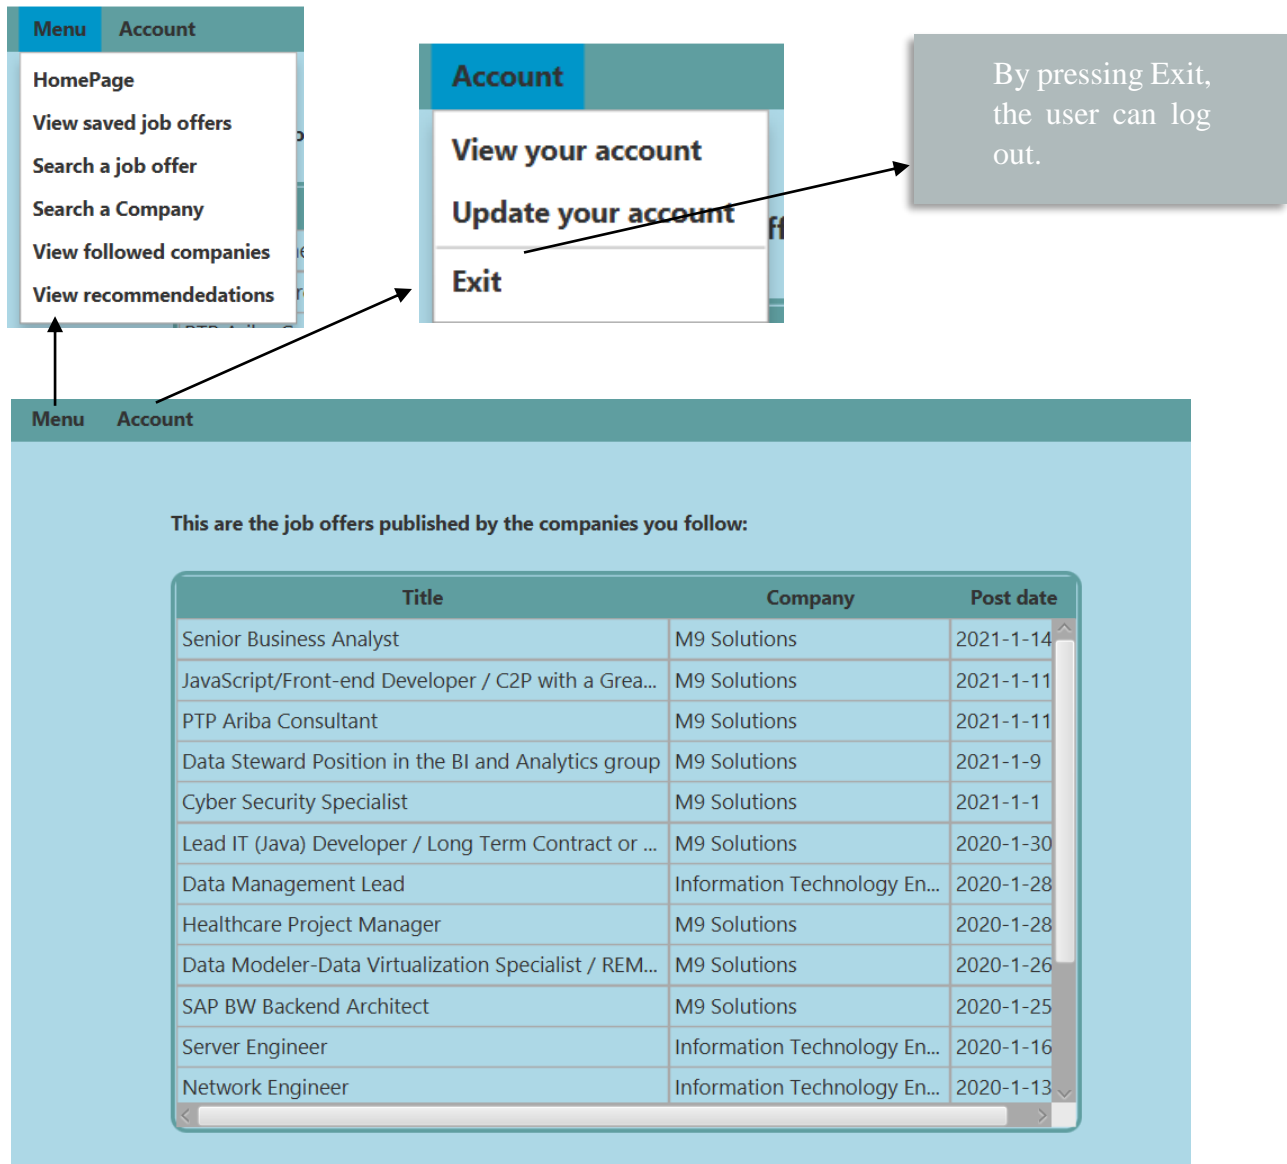 Menu Account
HomePage
View saved job offers
Search a job offer
Search a Company
View followed companies
View recommendedations
Account
View your account
Update your account
Exit
By pressing Exit,
the user can log
out.
Menu Account
This are the job offers published by the companies you follow:
Title Company Post date
Senior Business Analyst M9 Solutions 2021-1-14
JavaScript/Front-end Developer / C2P with a Grea... M9 Solutions 2021-1-11
PTP Ariba Consultant M9 Solutions 2021-1-11
Data Steward Position in the BI and Analytics group M9 Solutions 2021-1-9
Cyber Security Specialist M9 Solutions 2021-1-1
Lead IT (Java) Developer / Long Term Contract or ... M9 Solutions 2020-1-30
Data Management Lead Information Technology En... 2020-1-28
Healthcare Project Manager M9 Solutions 2020-1-28
Data Modeler-Data Virtualization Specialist / REM... M9 Solutions 2020-1-26
SAP BW Backend Architect M9 Solutions 2020-1-25
Server Engineer Information Technology En... 2020-1-16
Network Engineer Information Technology En... 2020-1-13